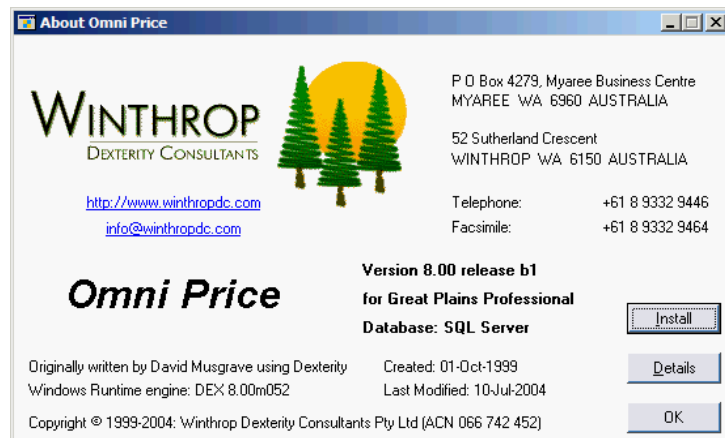 About Omni Price
WINTHROP
DEXTERITY CONSULTANTS
http://www.winthropdc.com
info@winthropdc.com
P O Box 4279, Myaree Business Centre
MYAREE WA 6960 AUSTRALIA
52 Sutherland Crescent
WINTHROP WA 6150 AUSTRALIA
Telephone: +61 8 9332 9446
Facsimile: +61 8 9332 9464
Omni Price
Version 8.00 release b1
for Great Plains Professional
Database: SQL Server
Install
Originally written by David Musgrave using Dexterity
Created: 01-Oct-1999
Details
Windows Runtime engine: DEX 8.00m052
Last Modified: 10-Jul-2004
Copyright © 1999-2004: Winthrop Dexterity Consultants Pty Ltd (ACN 066 742 452)
OK